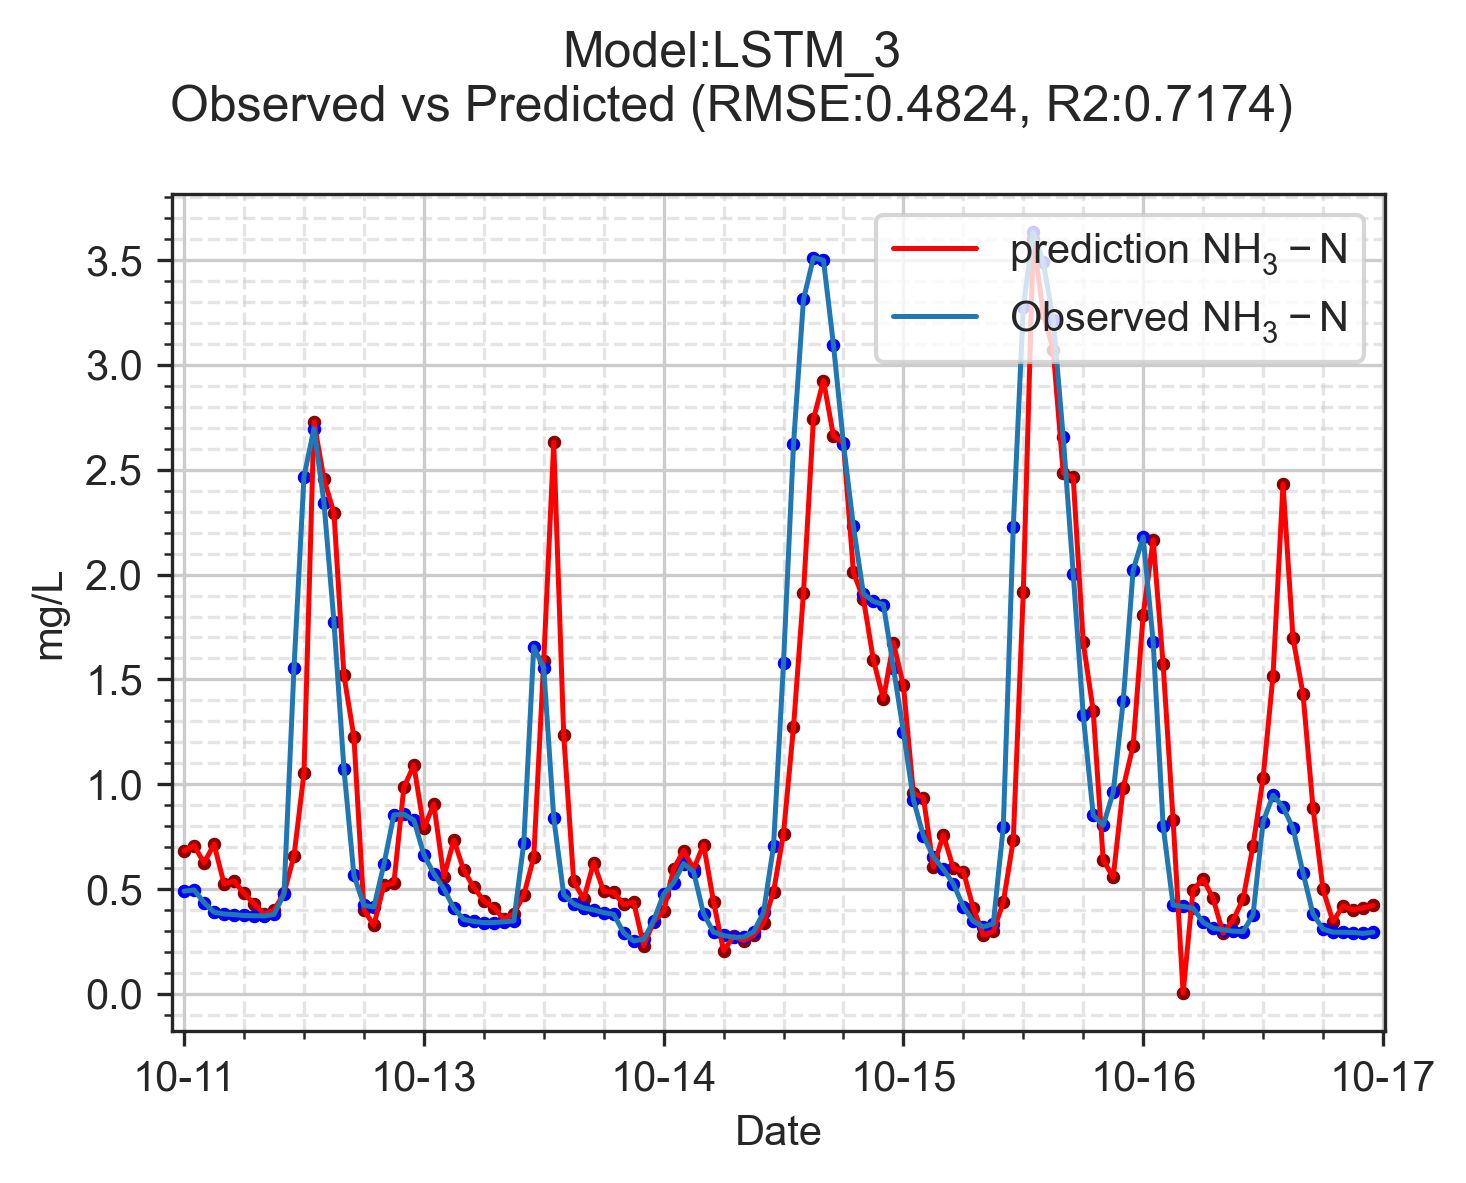 Model:LSTM_3
Observed vs Predicted (RMSE:0.4824, R2:0.7174)
prediction NH₃ − N
Observed NH₃ − N
3.5
3.0
2.5
2.0
1.5
1.0
0.5
0.0
mg/L
10-11 10-13 10-14 10-15 10-16 10-17
Date